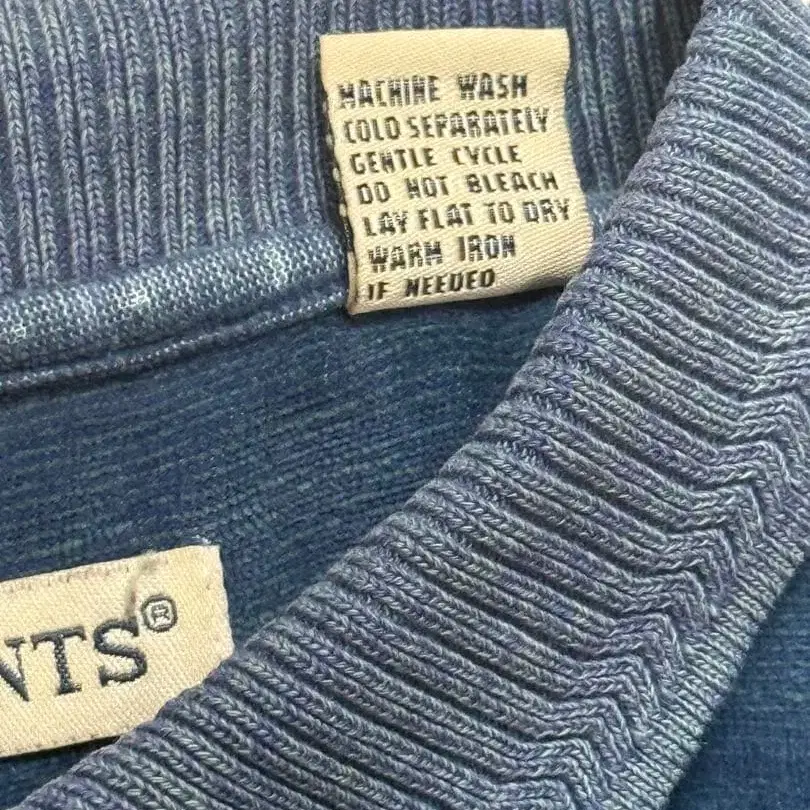 MACHINE WASH
COLD SEPARATELY
GENTLE CYCLE
DO NOT BLEACH
LAY FLAT TO DRY
WARM IRON
IF NEEDED
NTS®